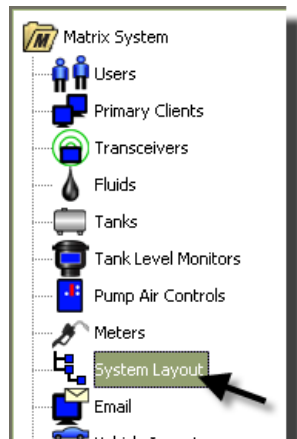 Matrix System
Users
Primary Clients
Transceivers
Fluids
Tanks
Tank Level Monitors
Pump Air Controls
Meters
System Layout
Email